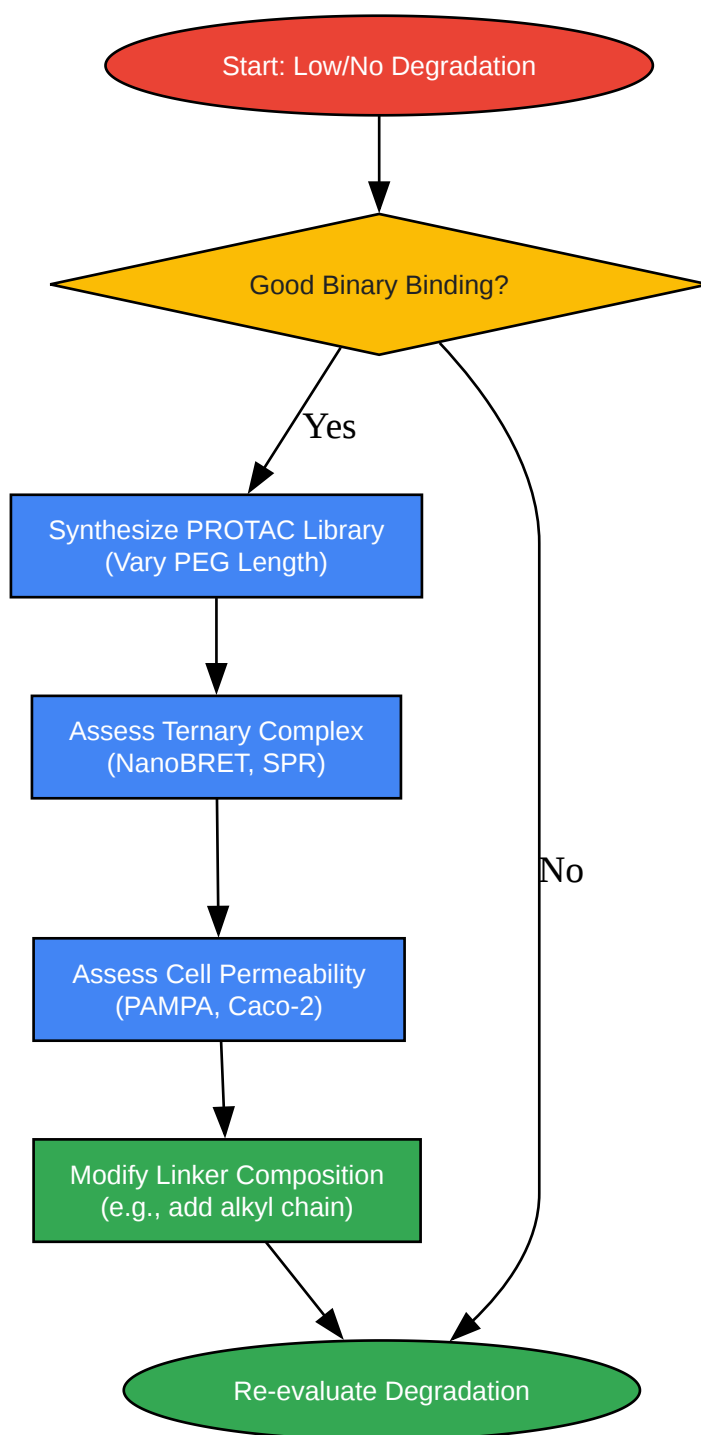 Start: Low/No Degradation
Good Binary Binding?
Yes
Synthesize PROTAC Library
(Vary PEG Length)
Assess Ternary Complex
(NanoBRET, SPR)
No
Assess Cell Permeability
(PAMPA, Caco-2)
Modify Linker Composition
(e.g., add alkyl chain)
Re-evaluate Degradation